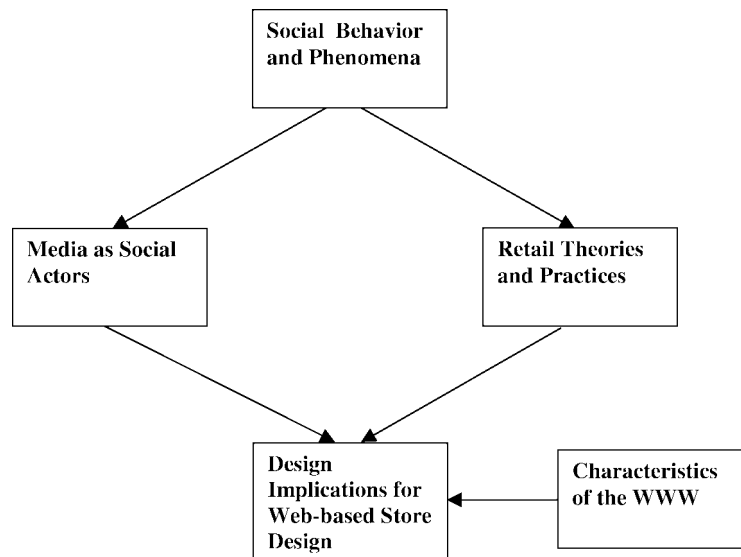 Social Behavior
and Phenomena
Media as Social
Actors
Retail Theories
and Practices
Design
Implications for
Web-based Store
Design
Characteristics
of the WWW